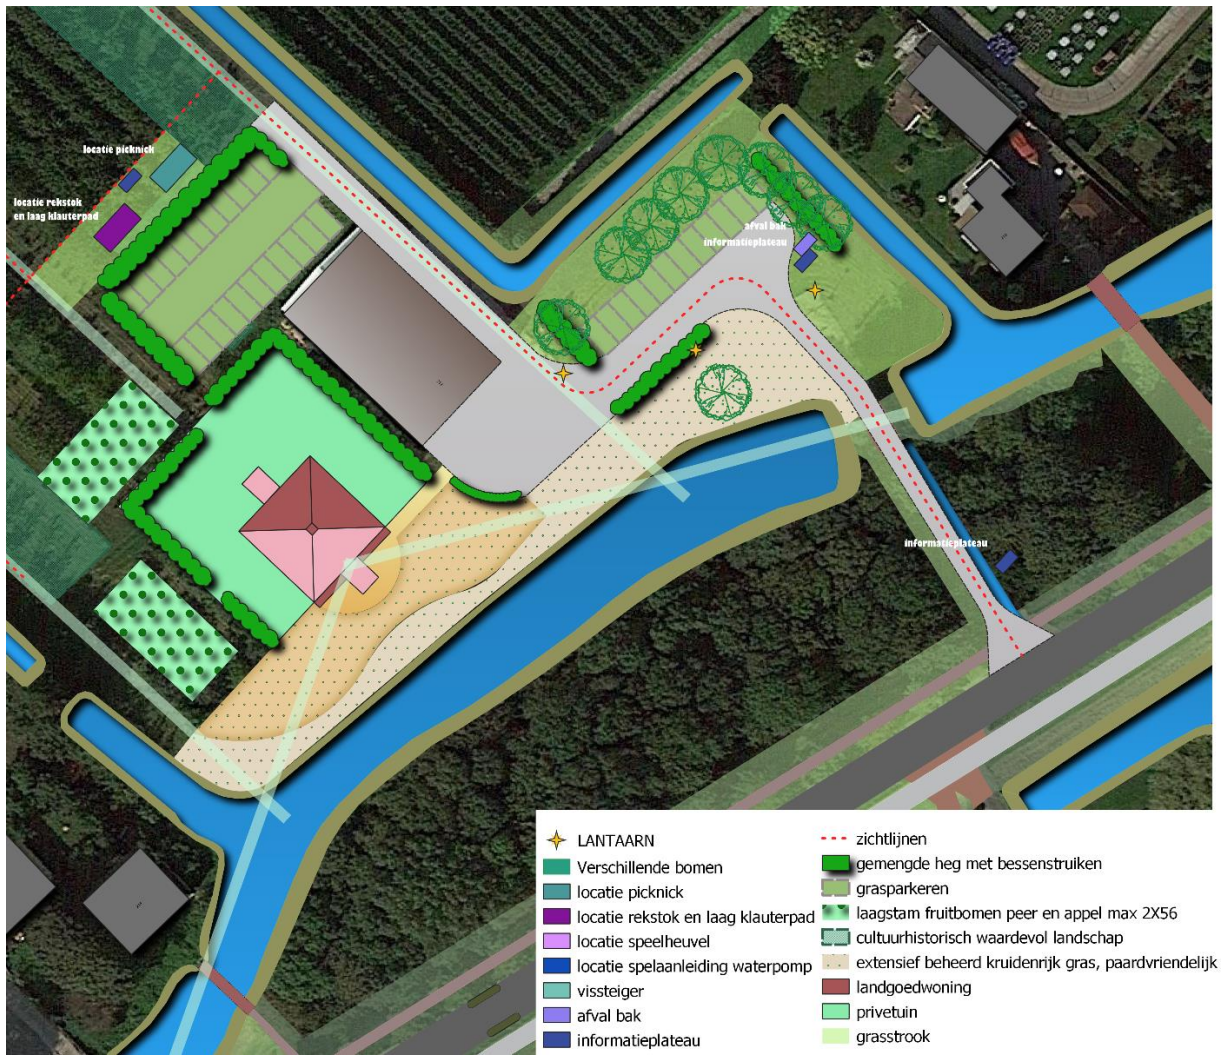 locatie picknick
locatie rekstok
en laag klauterpad
afval bak
informatieplateau
informatieplateau
LANTAARN
Verschillende bomen
locatie picknick
locatie rekstok en laag klauterpad
locatie speelheuvel
locatie spelaanleiding waterpomp
vissteiger
afval bak
informatieplateau
zichtlijnen
gemengde heg met bessenstruiken
grasparkeren
laagstam fruitbomen peer en appel max 2X56
cultuurhistorisch waardevol landschap
extensief beheerd kruidenrijk gras, paardvriendelijk
landgoedwoning
privetuin
grasstrook